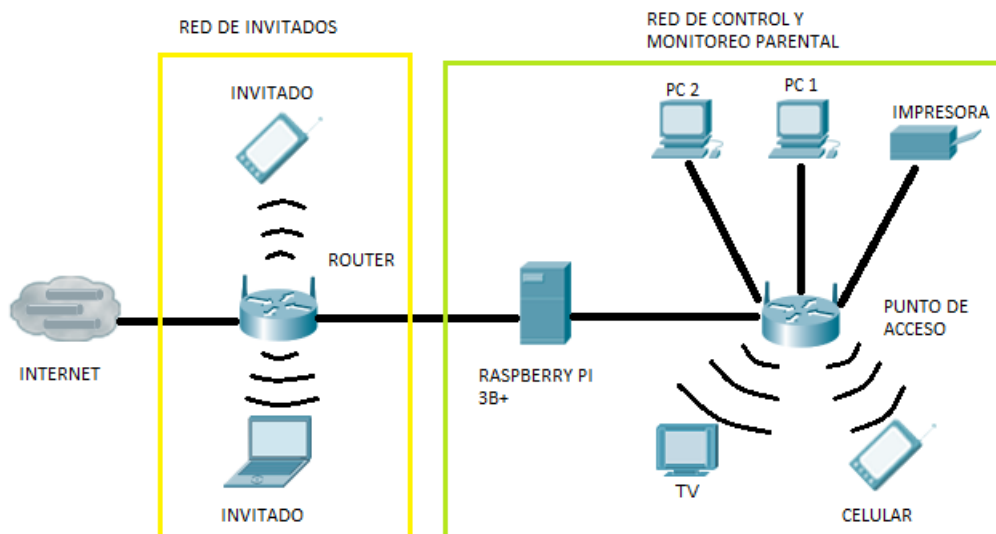 RED DE INVITADOS
RED DE CONTROL Y
MONITOREO PARENTAL
INVITADO
PC 2
PC 1
IMPRESORA
ROUTER
PUNTO DE
ACCESO
INTERNET
RASPBERRY PI
3B+
TV
INVITADO
CELULAR